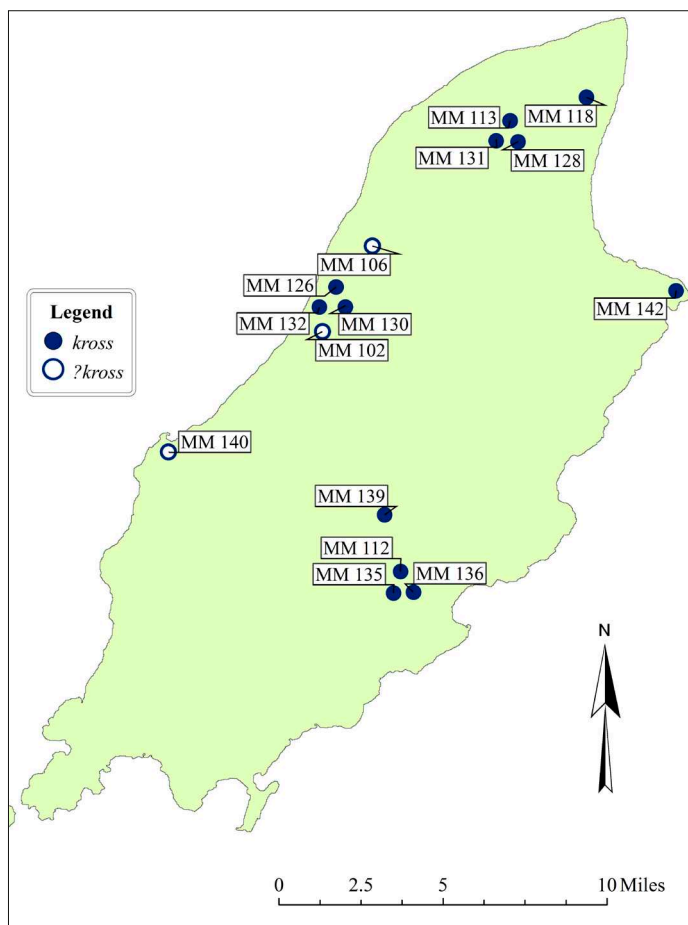 MM 118
MM 113
MM 131
MM 128
MM 106
MM 126
MM 142
MM 132
MM 130
MM 102
Legend
kross
?kross
MM 140
MM 139
MM 112
MM 135
MM 136
N
0 2.5 5 10 Miles